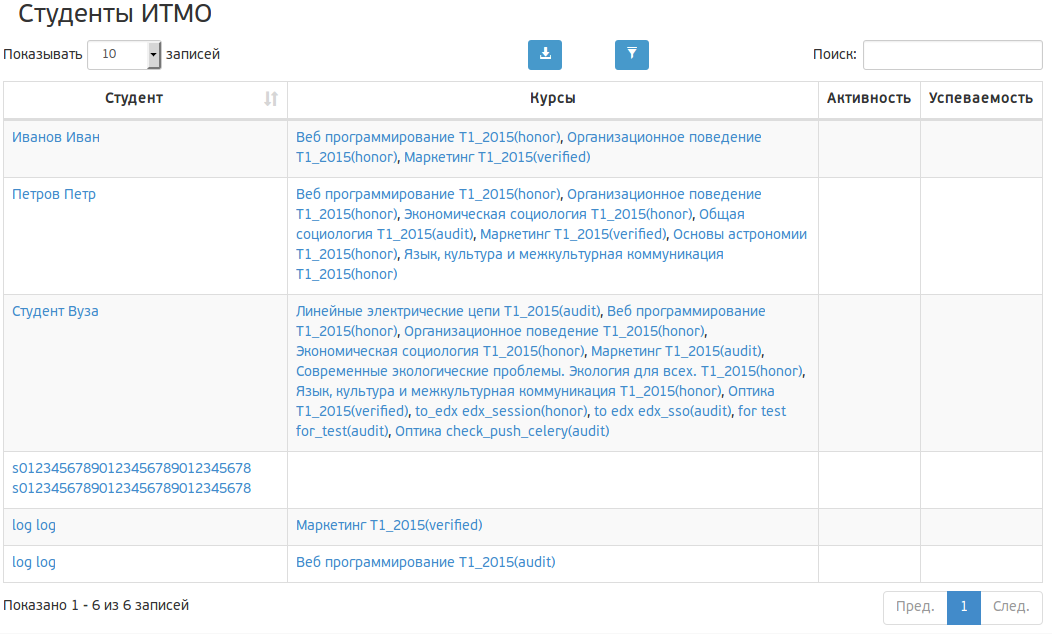 Студенты ИТМО
Показывать 10 записей Поиск:
Студент Курсы Активность Успеваемость
Иванов Иван
Веб программирование T1_2015(honor), Организационное поведение
T1_2015(honor), Маркетинг T1_2015(verified)
Петров Петр
Веб программирование T1_2015(honor), Организационное поведение
T1_2015(honor), Экономическая социология T1_2015(honor), Общая
социология T1_2015(audit), Маркетинг T1_2015(verified), Основы астрономии
T1_2015(honor), Язык, культура и межкультурная коммуникация
T1_2015(honor)
Студент Вуза
Линейные электрические цепи T1_2015(audit), Веб программирование
T1_2015(honor), Организационное поведение T1_2015(honor),
Экономическая социология T1_2015(honor), Маркетинг T1_2015(audit),
Современные экологические проблемы. Экология для всех. T1_2015(honor),
Язык, культура и межкультурная коммуникация T1_2015(honor), Оптика
T1_2015(verified), to_edx edx_session(honor), to edx edx_sso(audit), for test
for_test(audit), Оптика check_push_celery(audit)
s01234567890123456789012345678
s01234567890123456789012345678
log log
Маркетинг T1_2015(verified)
log log
Веб программирование T1_2015(audit)
Показано 1 - 6 из 6 записей
Пред. 1 След.